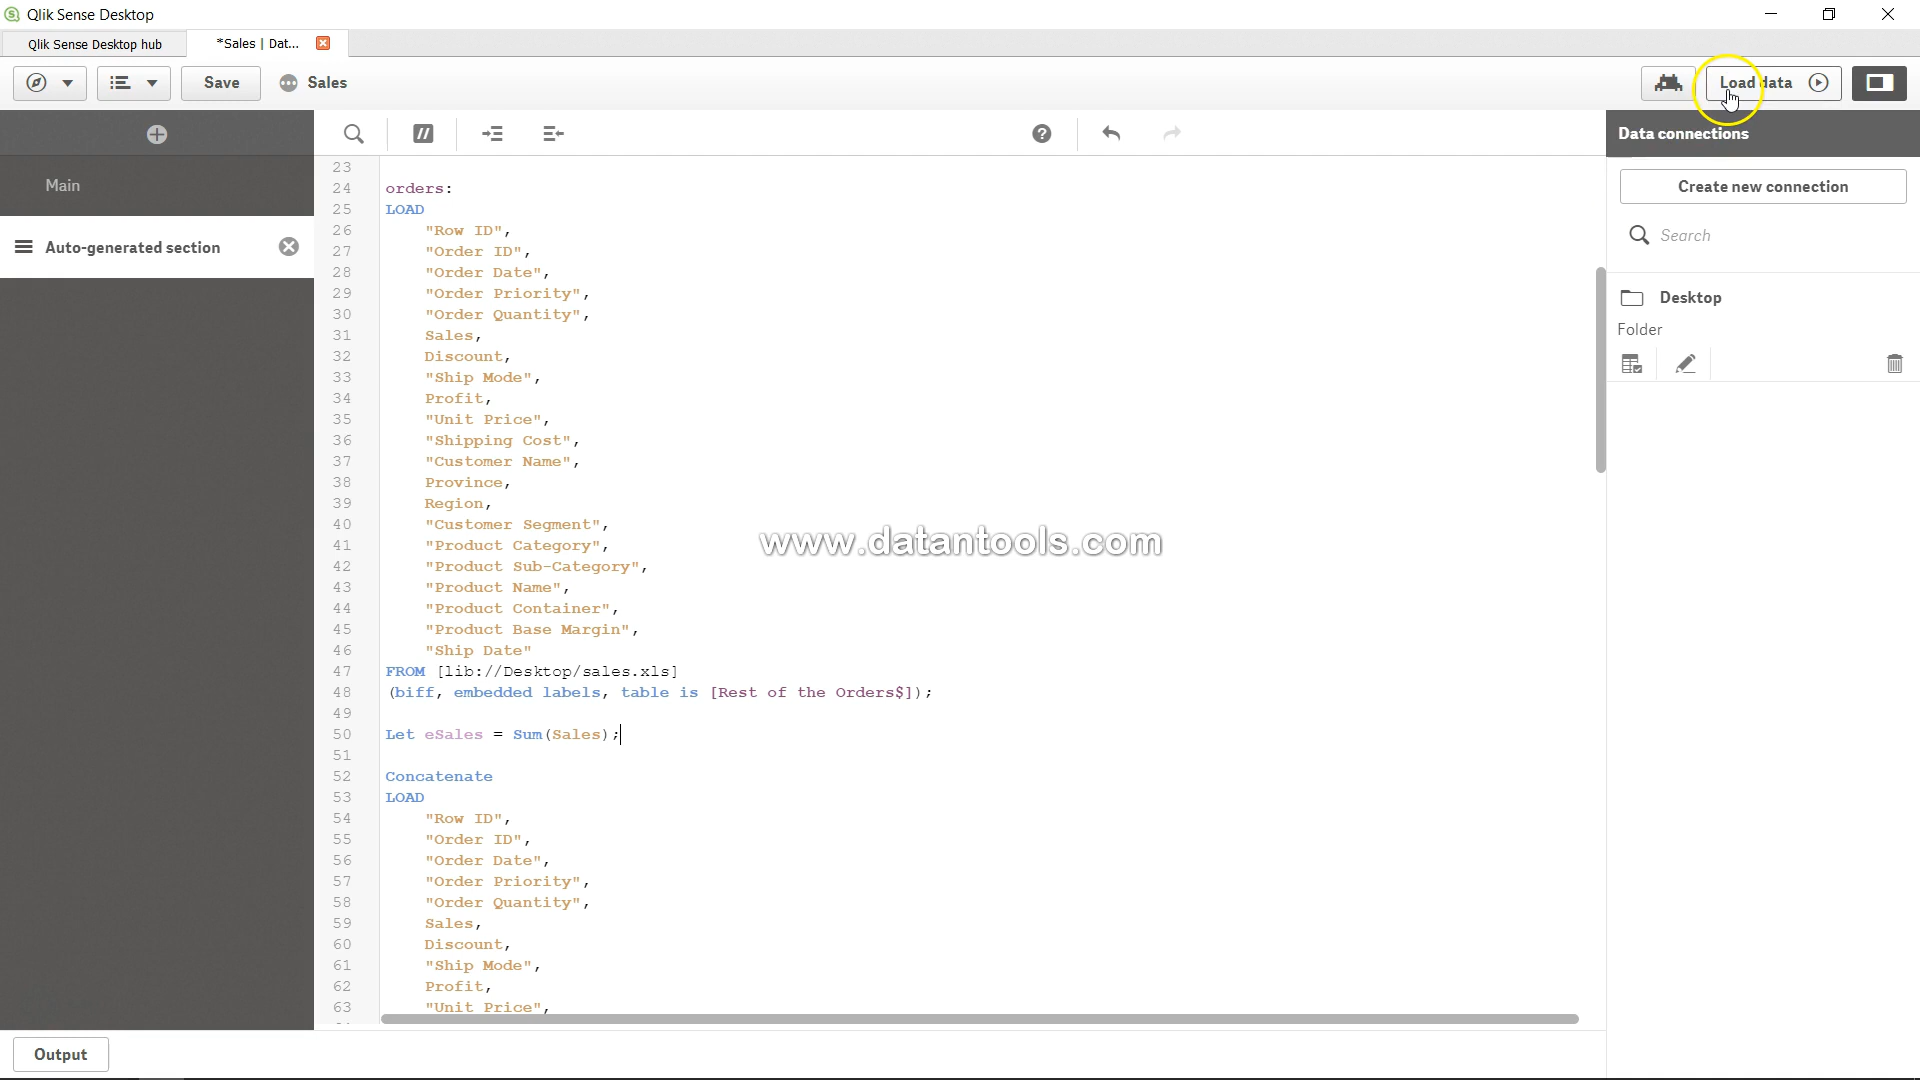 Qlik Sense Desktop
Qlik Sense Desktop hub
*Sales | Dat...
Save
Sales
Load data
Data connections
Create new connection
Search
Desktop
Folder
Main
Auto-generated section
23
24 orders:
25 LOAD
26 "Row ID",
27 "Order ID",
28 "Order Date",
29 "Order Priority",
30 "Order Quantity",
31 Sales,
32 Discount,
33 "Ship Mode",
34 Profit,
35 "Unit Price",
36 "Shipping Cost",
37 "Customer Name",
38 Province,
39 Region,
40 "Customer Segment",
41 "Product Category",
42 "Product Sub-Category",
43 "Product Name",
44 "Product Container",
45 "Product Base Margin",
46 "Ship Date"
47 FROM [lib://Desktop/sales.xls]
48 (biff, embedded labels, table is [Rest of the Orders$]);
49
50 Let eSales = Sum(Sales);
51
52 Concatenate
53 LOAD
54 "Row ID",
55 "Order ID",
56 "Order Date",
57 "Order Priority",
58 "Order Quantity",
59 Sales,
60 Discount,
61 "Ship Mode",
62 Profit,
63 "Unit Price",
www.datantools.com
Output